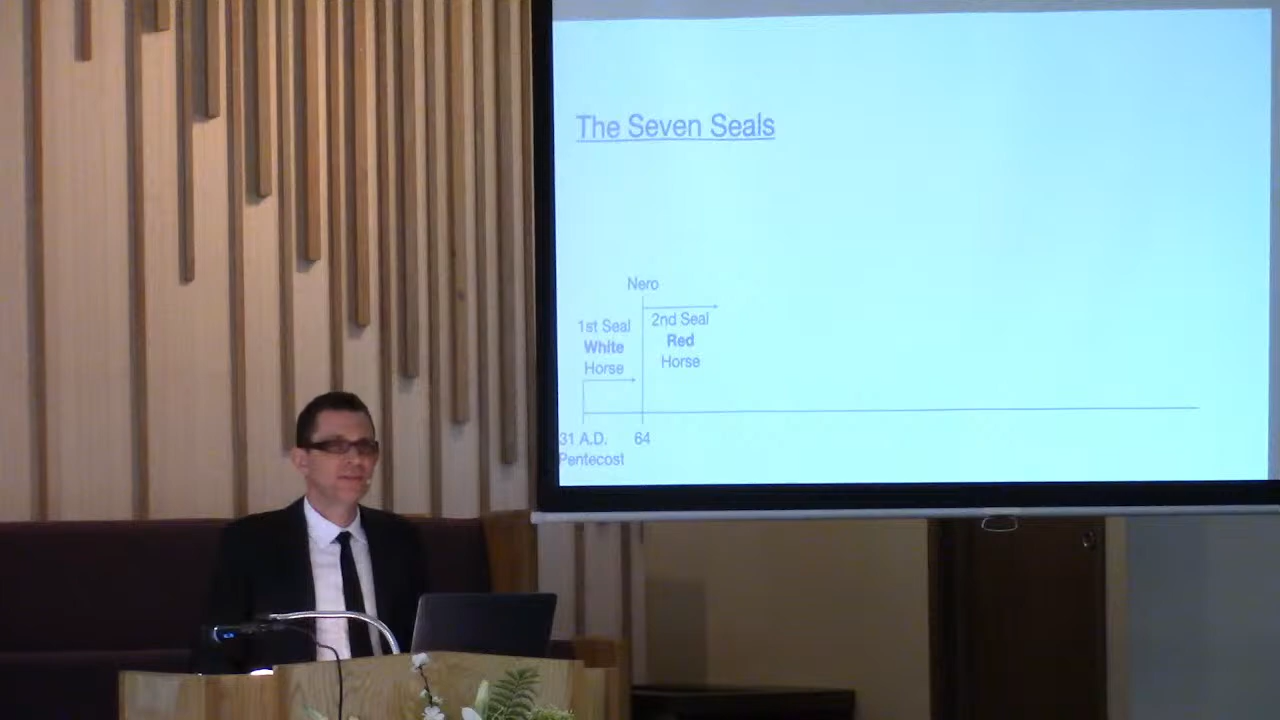 The Seven Seals
Nero
1st Seal
White
Horse
2nd Seal
Red
Horse
31 A.D.
Pentecost
64